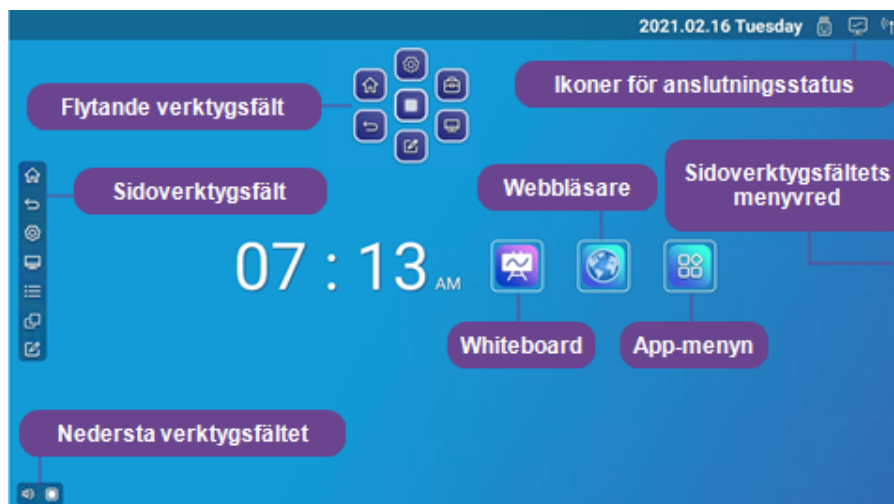 2021.02.16 Tuesday
Ikoner för anslutningsstatus
Flytande verktygsfält
Sidoverktygsfält
Webbläsare
Sidoverktygsfältets
menyvred
07 : 13 AM
Whiteboard
App-menyn
Nedersta verktygsfältet